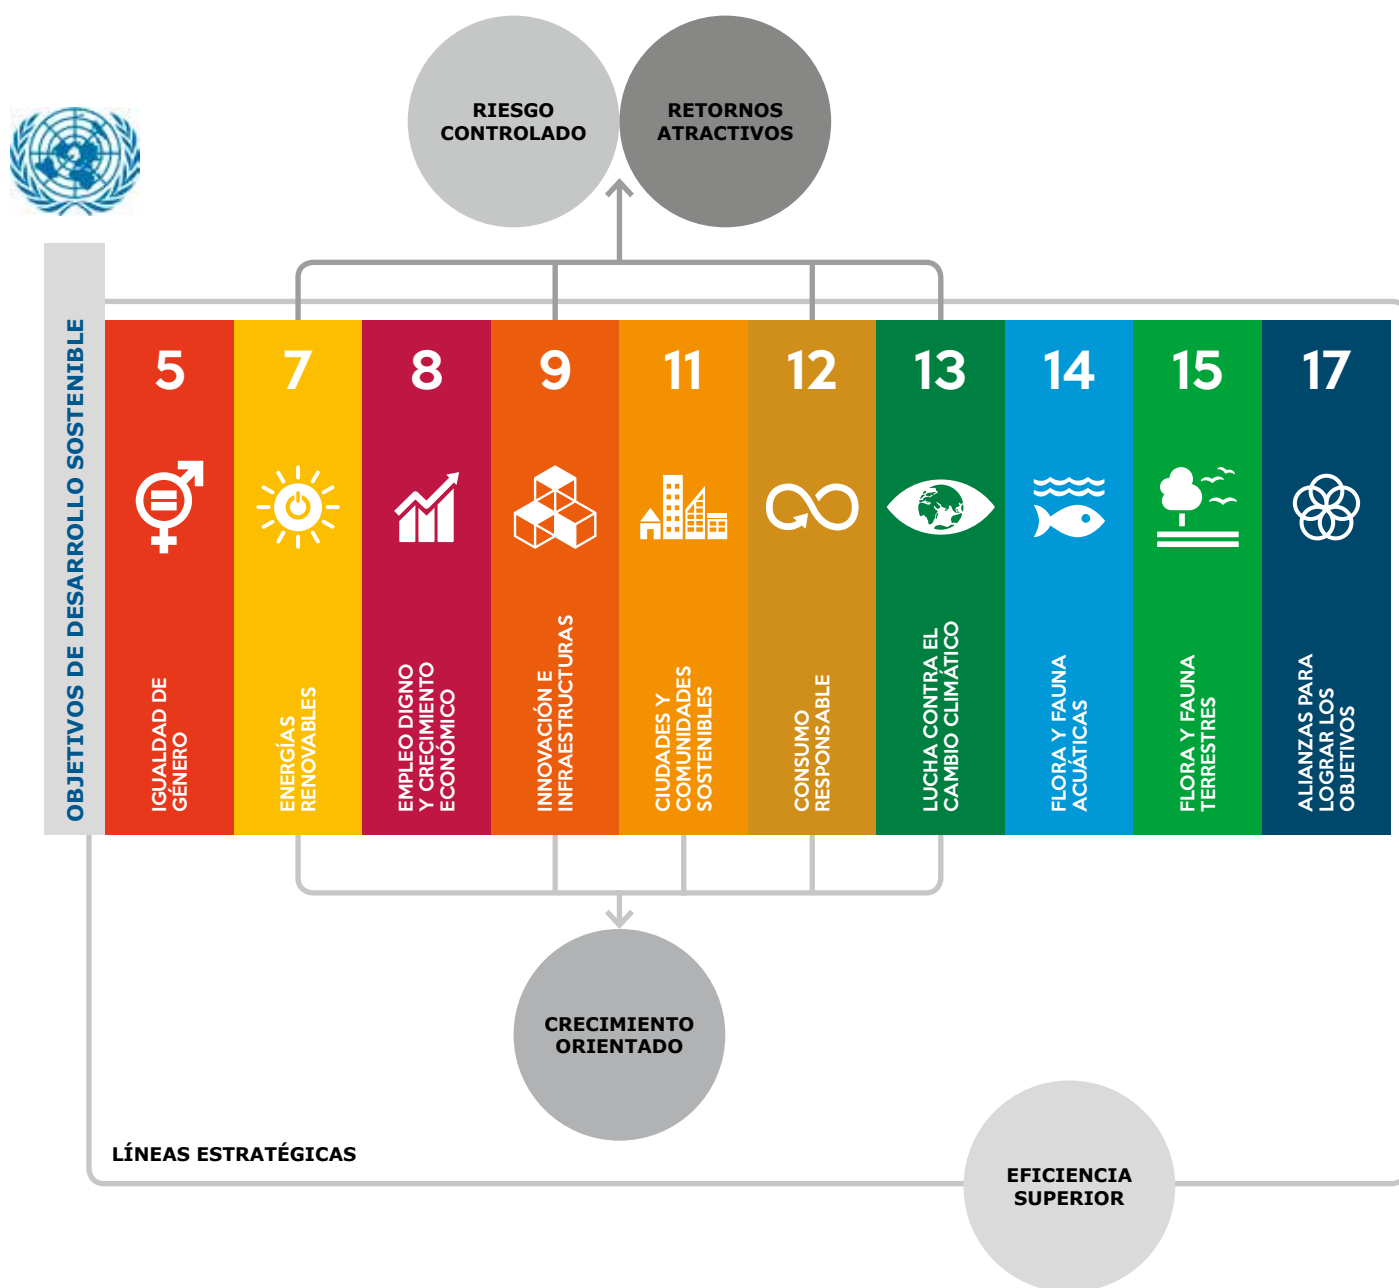 RIESGO
CONTROLADO
RETORNOS
ATRACTIVOS
OBJETIVOS DE DESARROLLO SOSTENIBLE
5
IGUALDAD DE
GÉNERO
7
ENERGÍAS
RENOVABLES
8
EMPLEO DIGNO
Y CRECIMIENTO
ECONÓMICO
9
INNOVACIÓN E
INFRAESTRUCTURAS
11
CIUDADES Y
COMUNIDADES
SOSTENIBLES
12
CONSUMO
RESPONSABLE
13
LUCHA CONTRA EL
CAMBIO CLIMÁTICO
14
FLORA Y FAUNA
ACUÁTICAS
15
FLORA Y FAUNA
TERRESTRES
17
ALIANZAS PARA
LOGRAR LOS
OBJETIVOS
CRECIMIENTO
ORIENTADO
LÍNEAS ESTRATÉGICAS
EFICIENCIA
SUPERIOR